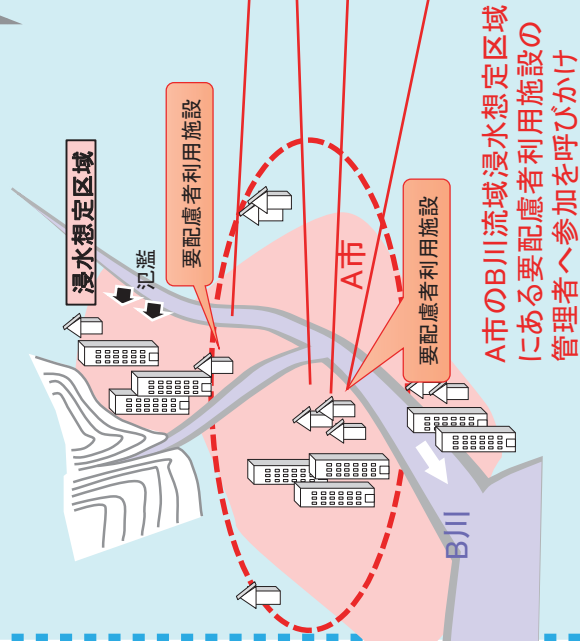 浸水想定区域
氾濫
要配慮者利用施設
A市
要配慮者利用施設
B川
A市のB川流域浸水想定区域
にある要配慮者利用施設の
管理者へ参加を呼びかけ